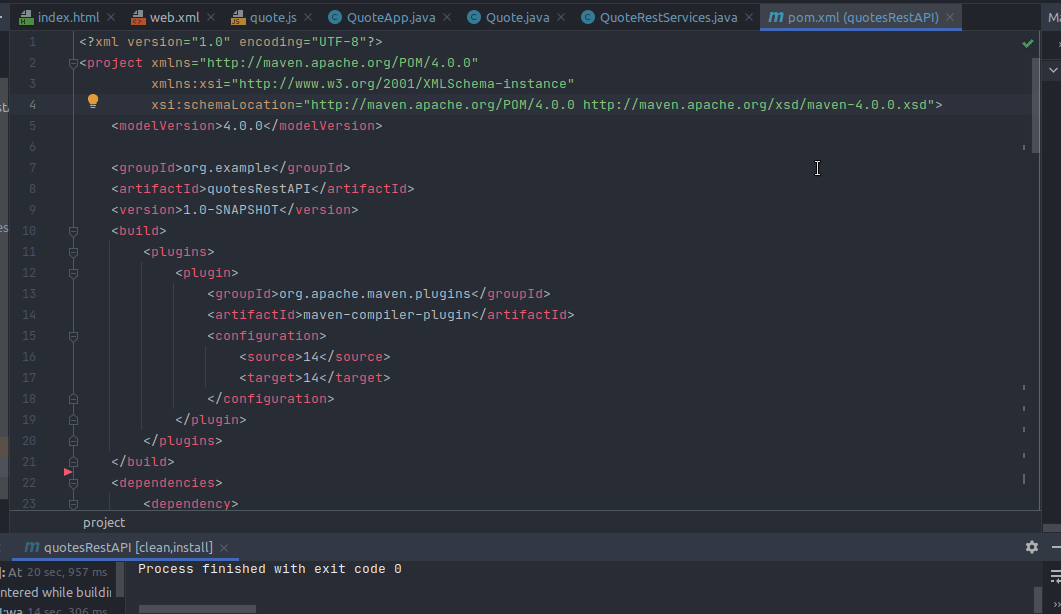 index.html web.xml quote.js QuoteApp.java Quote.java QuoteRestServices.java pom.xml (quotesRestAPI) Ma
1 <?xml version="1.0" encoding="UTF-8"?>
2 <project xmlns="http://maven.apache.org/POM/4.0.0"
3 xmlns:xsi="http://www.w3.org/2001/XMLSchema-instance"
4 xsi:schemaLocation="http://maven.apache.org/POM/4.0.0 http://maven.apache.org/xsd/maven-4.0.0.xsd">
5 <modelVersion>4.0.0</modelVersion>
6
7 <groupId>org.example</groupId>
8 <artifactId>quotesRestAPI</artifactId>
9 <version>1.0-SNAPSHOT</version>
10 <build>
11 <plugins>
12 <plugin>
13 <groupId>org.apache.maven.plugins</groupId>
14 <artifactId>maven-compiler-plugin</artifactId>
15 <configuration>
16 <source>14</source>
17 <target>14</target>
18 </configuration>
19 </plugin>
20 </plugins>
21 </build>
22 <dependencies>
23 <dependency>
project
quotesRestAPI [clean,install]
: At 20 sec, 957 ms Process finished with exit code 0
ntered while buildi
:wa 14 sec, 306 ms